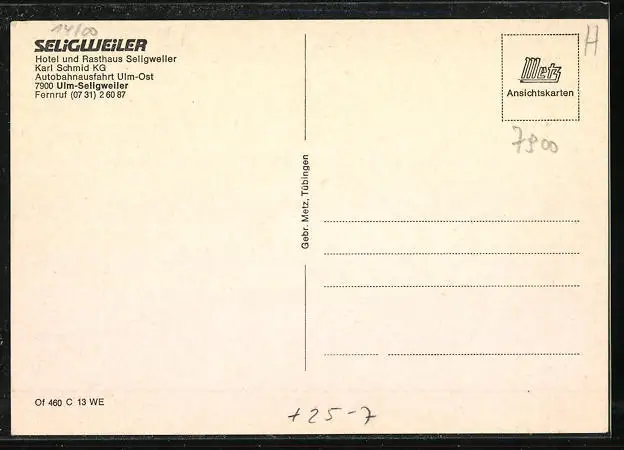 14/00
SELIGWEILER
Hotel und Rasthaus Seligweiler
Karl Schmid KG
Autobahnausfahrt Ulm-Ost
7900 Ulm-Seligweiler
Fernruf (07 31) 2 60 87
H
Metz
Ansichtskarten
7900
Gebr. Metz, Tübingen
Of 460 C 13 WE
+25-7